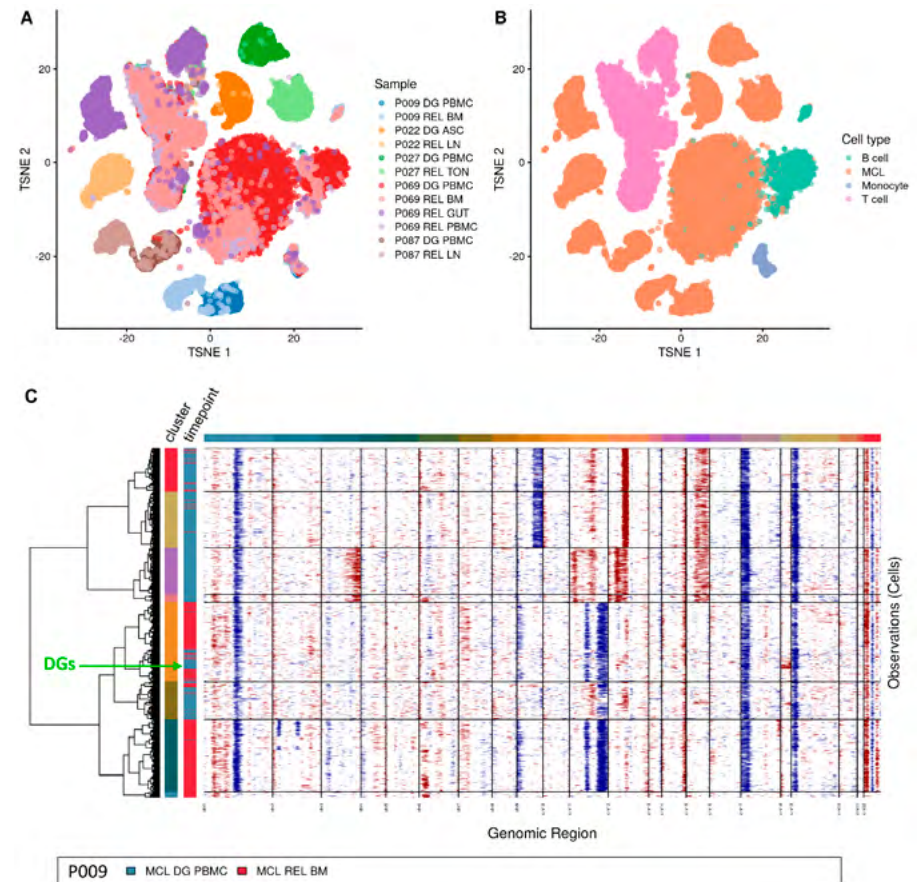 A
B
20
0
-20
TSNE 2
-20
0
20
TSNE 1
Sample
P009 DG PBMC
P009 REL BM
P022 DG ASC
P022 REL LN
P027 DG PBMC
P027 REL TON
P069 DG PBMC
P069 REL BM
P069 REL GUT
P069 REL PBMC
P087 DG PBMC
P087 REL LN
20
0
-20
TSNE 2
-20
0
20
TSNE 1
Cell type
B cell
MCL
Monocyte
T cell
C
cluster
timepoint
DGs
Observations (Cells)
Genomic Region
P009 MCL DG PBMC MCL REL BM